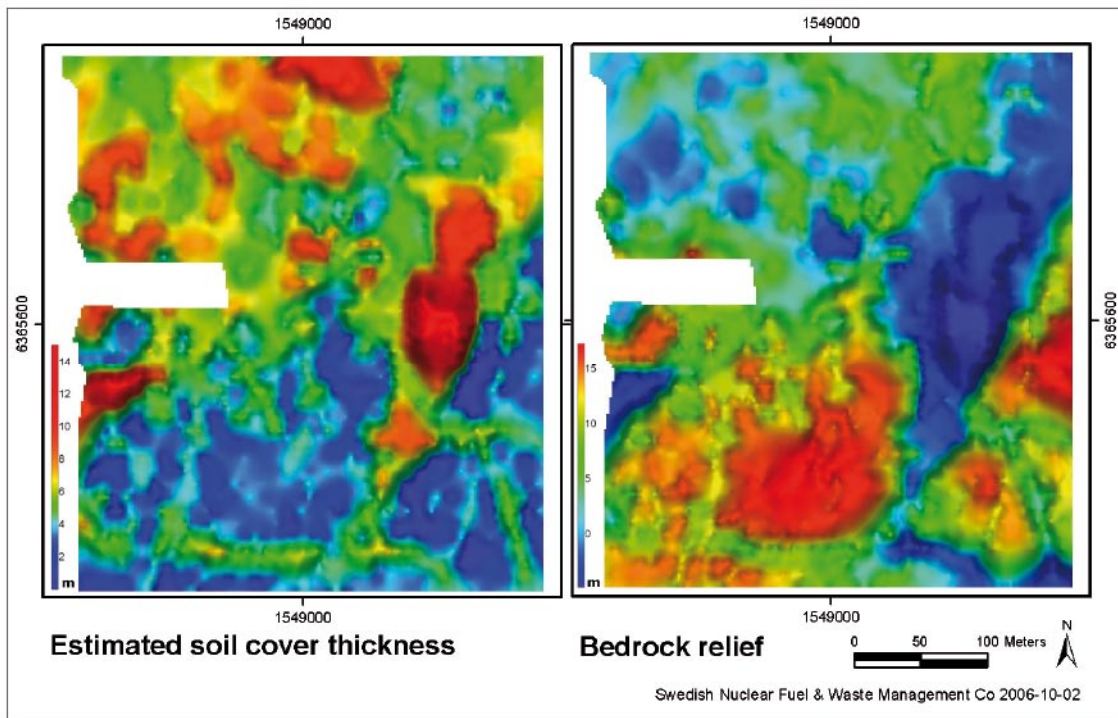 1549000
1549000
6365600
14
12
10
8
6
4
2
m
15
10
5
0
m
6365600
1549000
1549000
Estimated soil cover thickness
Bedrock relief
0 50 100 Meters
N
Swedish Nuclear Fuel & Waste Management Co 2006-10-02